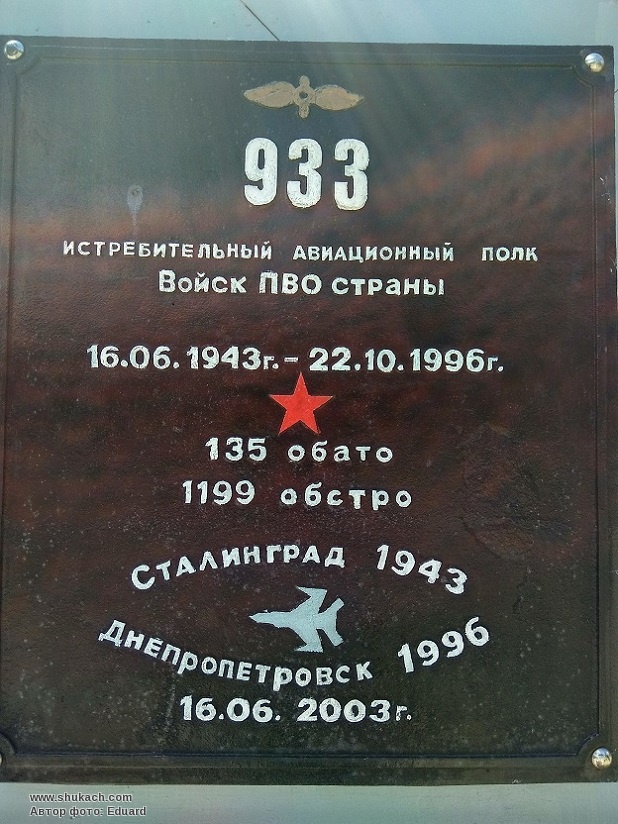 933
ИСТРЕБИТЕЛЬНЫЙ АВИАЦИОННЫЙ ПОЛК
Войск ПВО страны
16.06.1943г. – 22.10.1996г.
135 обато
1199 обстро
Сталинград 1943
Днепропетровск 1996
16.06. 2003г.
www.shukach.com
Автор фото: Eduard